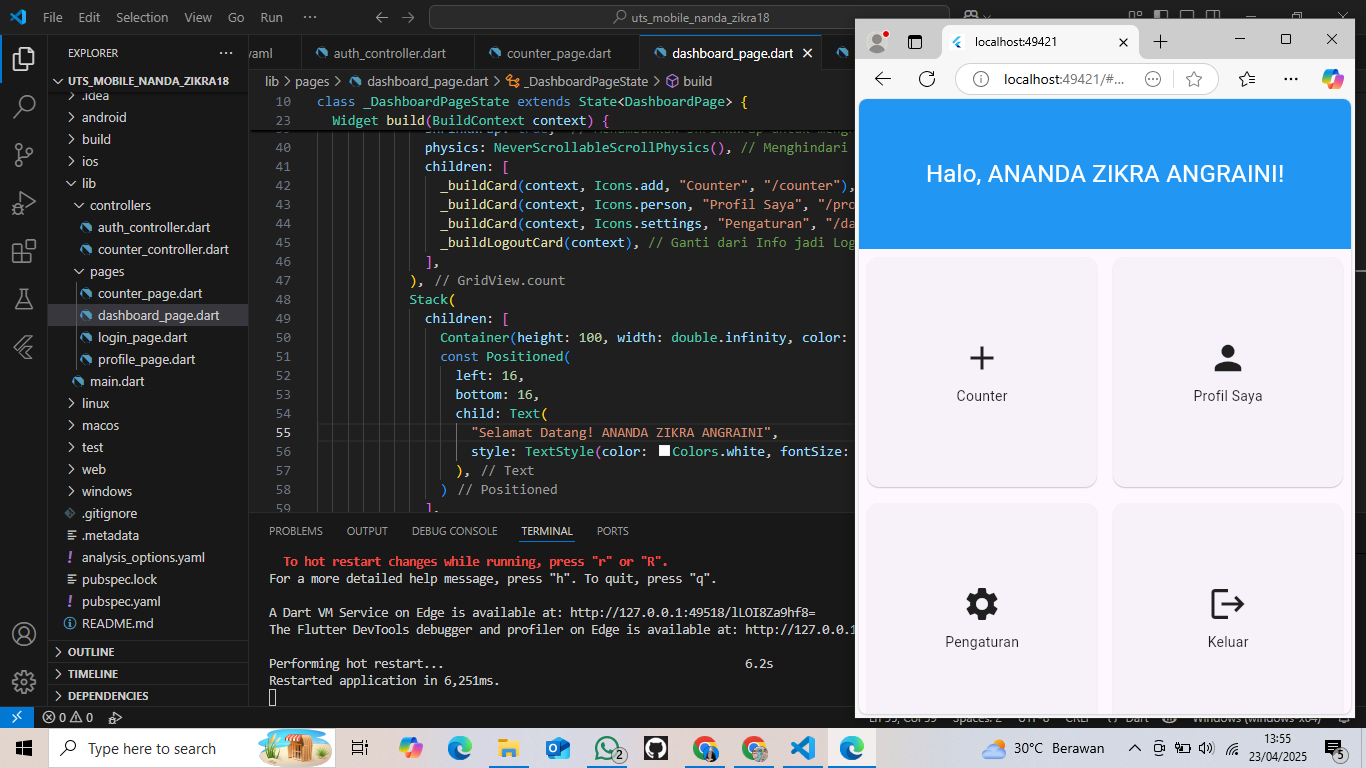 File Edit Selection View Go Run ··· uts_mobile_nanda_zikra18
EXPLORER ···
UTS_MOBILE_NANDA_ZIKRA18
.idea
android
build
ios
lib
controllers
auth_controller.dart
counter_controller.dart
pages
counter_page.dart
dashboard_page.dart
login_page.dart
profile_page.dart
main.dart
linux
macos
test
web
windows
.gitignore
.metadata
analysis_options.yaml
pubspec.lock
pubspec.yaml
README.md
OUTLINE
TIMELINE
DEPENDENCIES
yaml auth_controller.dart counter_page.dart dashboard_page.dart
lib > pages > dashboard_page.dart > _DashboardPageState > build
10 class _DashboardPageState extends State<DashboardPage> {
23 Widget build(BuildContext context) {
40 physics: NeverScrollableScrollPhysics(), // Menghindari
41 children: [
42 _buildCard(context, Icons.add, "Counter", "/counter"),
43 _buildCard(context, Icons.person, "Profil Saya", "/pro
44 _buildCard(context, Icons.settings, "Pengaturan", "/da
45 _buildLogoutCard(context), // Ganti dari Info jadi Log
46 ],
47 ), // GridView.count
48 Stack(
49 children: [
50 Container(height: 100, width: double.infinity, color:
51 const Positioned(
52 left: 16,
53 bottom: 16,
54 child: Text(
55 "Selamat Datang! ANANDA ZIKRA ANGRAINI",
56 style: TextStyle(color: Colors.white, fontSize:
57 ), // Text
58 ) // Positioned
59 ],
PROBLEMS OUTPUT DEBUG CONSOLE TERMINAL PORTS
To hot restart changes while running, press "r" or "R".
For a more detailed help message, press "h". To quit, press "q".
A Dart VM Service on Edge is available at: http://127.0.0.1:49518/lLOI8Za9hf8=
The Flutter DevTools debugger and profiler on Edge is available at: http://127.0.0.1
Performing hot restart... 6.2s
Restarted application in 6,251ms.
0 0
localhost:49421
localhost:49421/#...
Halo, ANANDA ZIKRA ANGRAINI!
Counter
Profil Saya
Pengaturan
Keluar
Type here to search
2
30°C Berawan
13:55
23/04/2025
5